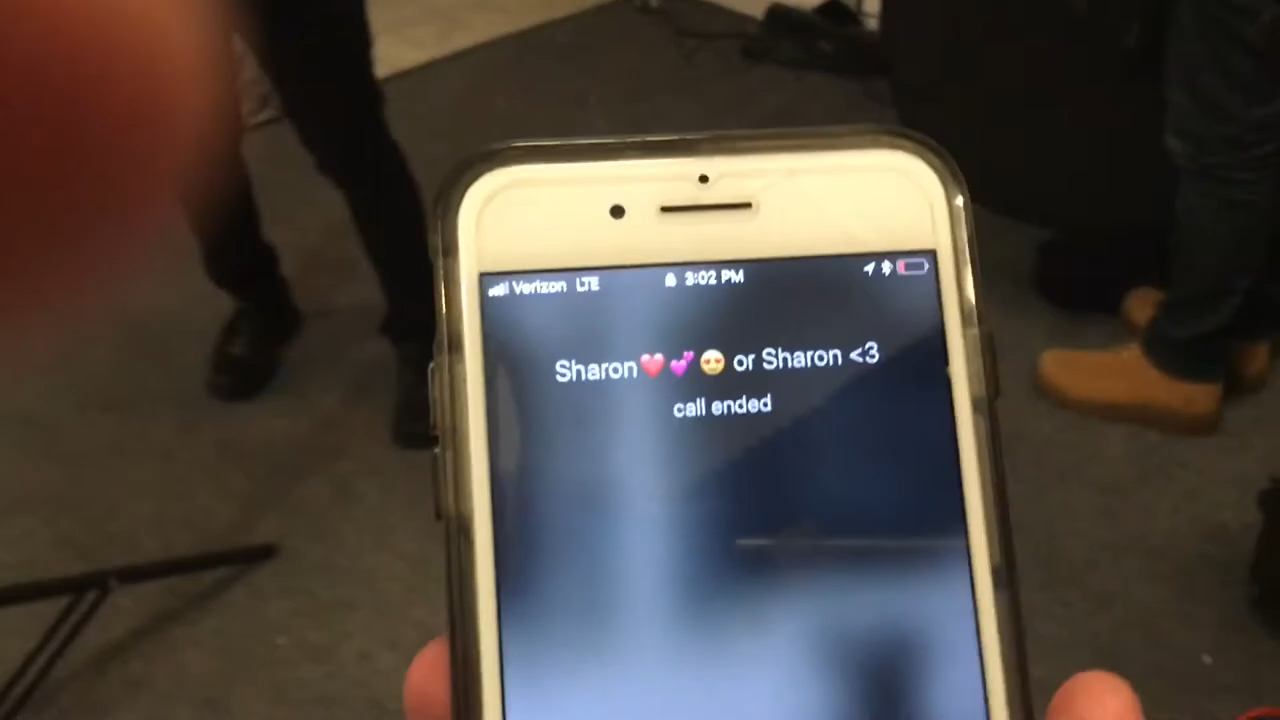 Verizon LTE 3:02 PM
Sharon❤️💕😍 or Sharon <3
call ended